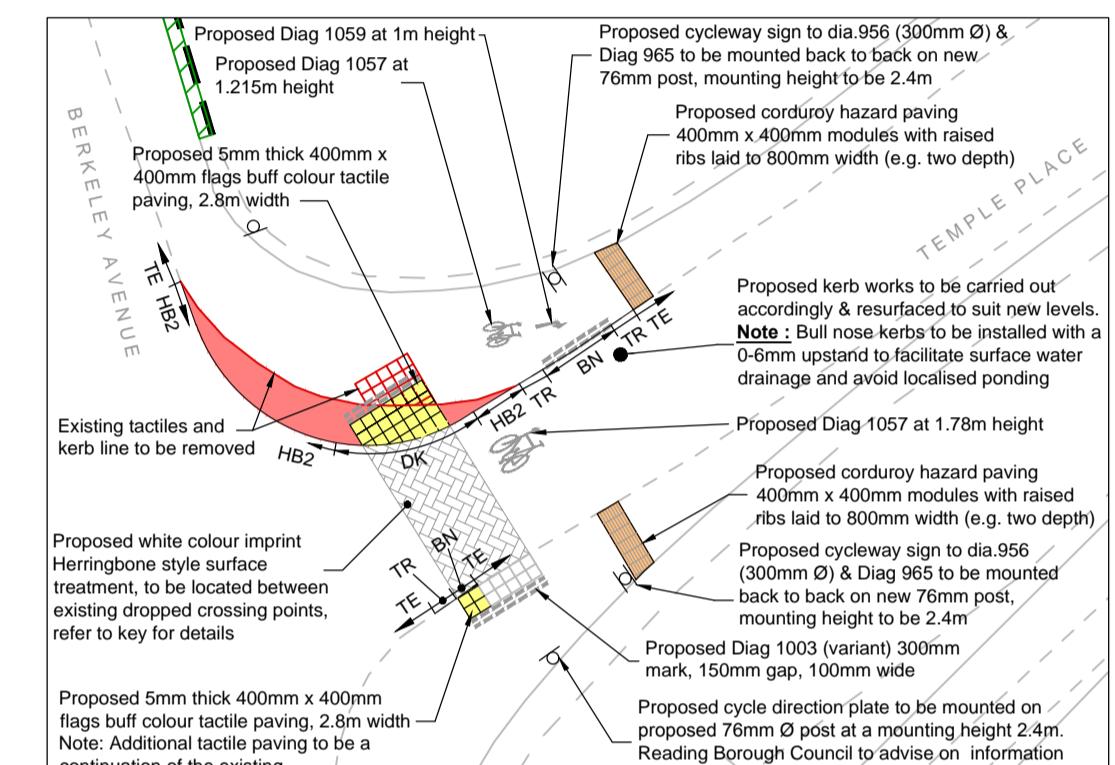 Proposed Diag 1059 at 1m height
Proposed Diag 1057 at
1.215m height
Proposed cycleway sign to dia.956 (300mm Ø) &
Diag 965 to be mounted back to back on new
76mm post, mounting height to be 2.4m
Proposed corduroy hazard paving
400mm x 400mm modules with raised
ribs laid to 800mm width (e.g. two depth)
BERKELEY AVENUE
Proposed 5mm thick 400mm x
400mm flags buff colour tactile
paving, 2.8m width
TEMPLE PLACE
TE
HB2
Proposed kerb works to be carried out
accordingly & resurfaced to suit new levels.
Note : Bull nose kerbs to be installed with a
0-6mm upstand to facilitate surface water
drainage and avoid localised ponding
TE
TR
BN
TR
HB2
Existing tactiles and
kerb line to be removed
HB2
DK
Proposed Diag 1057 at 1.78m height
Proposed corduroy hazard paving
400mm x 400mm modules with raised
ribs laid to 800mm width (e.g. two depth)
Proposed white colour imprint
Herringbone style surface
treatment, to be located between
existing dropped crossing points,
refer to key for details
TR
BN
TE
TE
Proposed cycleway sign to dia.956
(300mm Ø) & Diag 965 to be mounted
back to back on new 76mm post,
mounting height to be 2.4m
Proposed Diag 1003 (variant) 300mm
mark, 150mm gap, 100mm wide
Proposed 5mm thick 400mm x 400mm
flags buff colour tactile paving, 2.8m width
Note: Additional tactile paving to be a
continuation of the existing
Proposed cycle direction plate to be mounted on
proposed 76mm Ø post at a mounting height 2.4m.
Reading Borough Council to advise on information